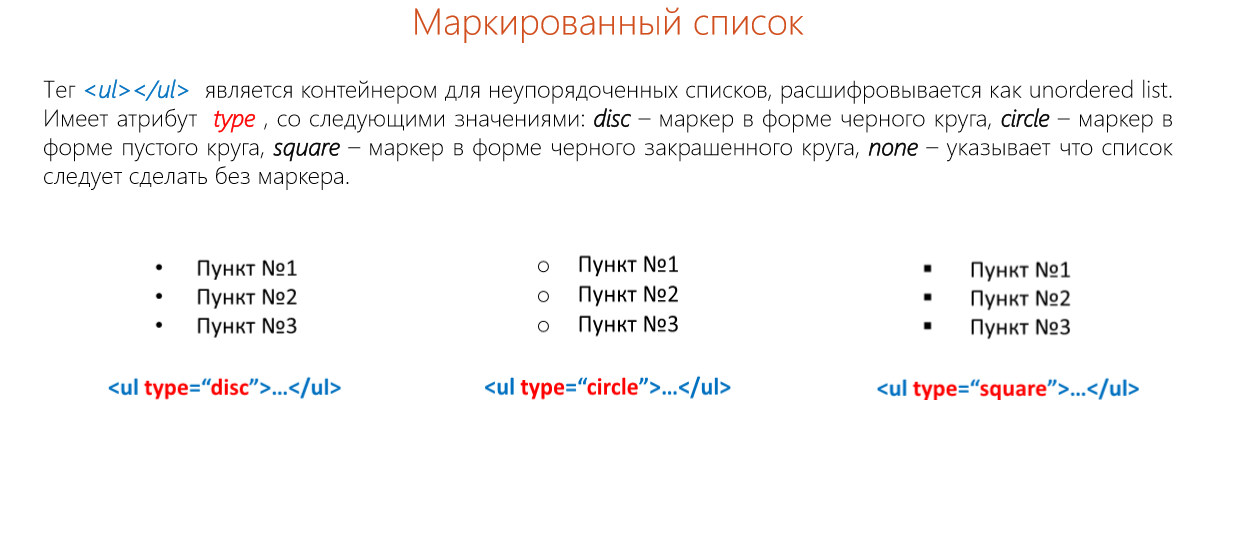 Маркированный список
Тег <ul></ul> является контейнером для неупорядоченных списков, расшифровывается как unordered list.
Имеет атрибут type , со следующими значениями: disc – маркер в форме черного круга, circle – маркер в
форме пустого круга, square – маркер в форме черного закрашенного круга, none – указывает что список
следует сделать без маркера.
• Пункт №1
• Пункт №2
• Пункт №3
<ul type=“disc”>...</ul>
○ Пункт №1
○ Пункт №2
○ Пункт №3
<ul type=“circle”>...</ul>
▪ Пункт №1
▪ Пункт №2
▪ Пункт №3
<ul type=“square”>...</ul>